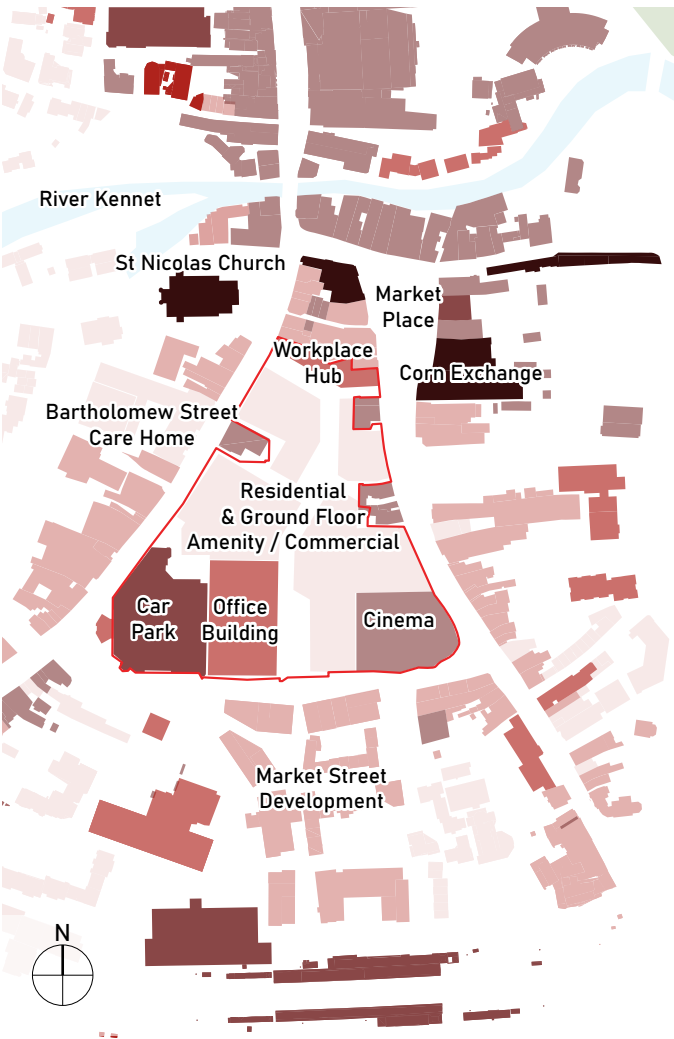 River Kennet
St Nicolas Church
Market
Place
Workplace
Hub
Corn Exchange
Bartholomew Street
Care Home
Residential
& Ground Floor
Amenity / Commercial
Car
Park
Office
Building
Cinema
Market Street
Development
N